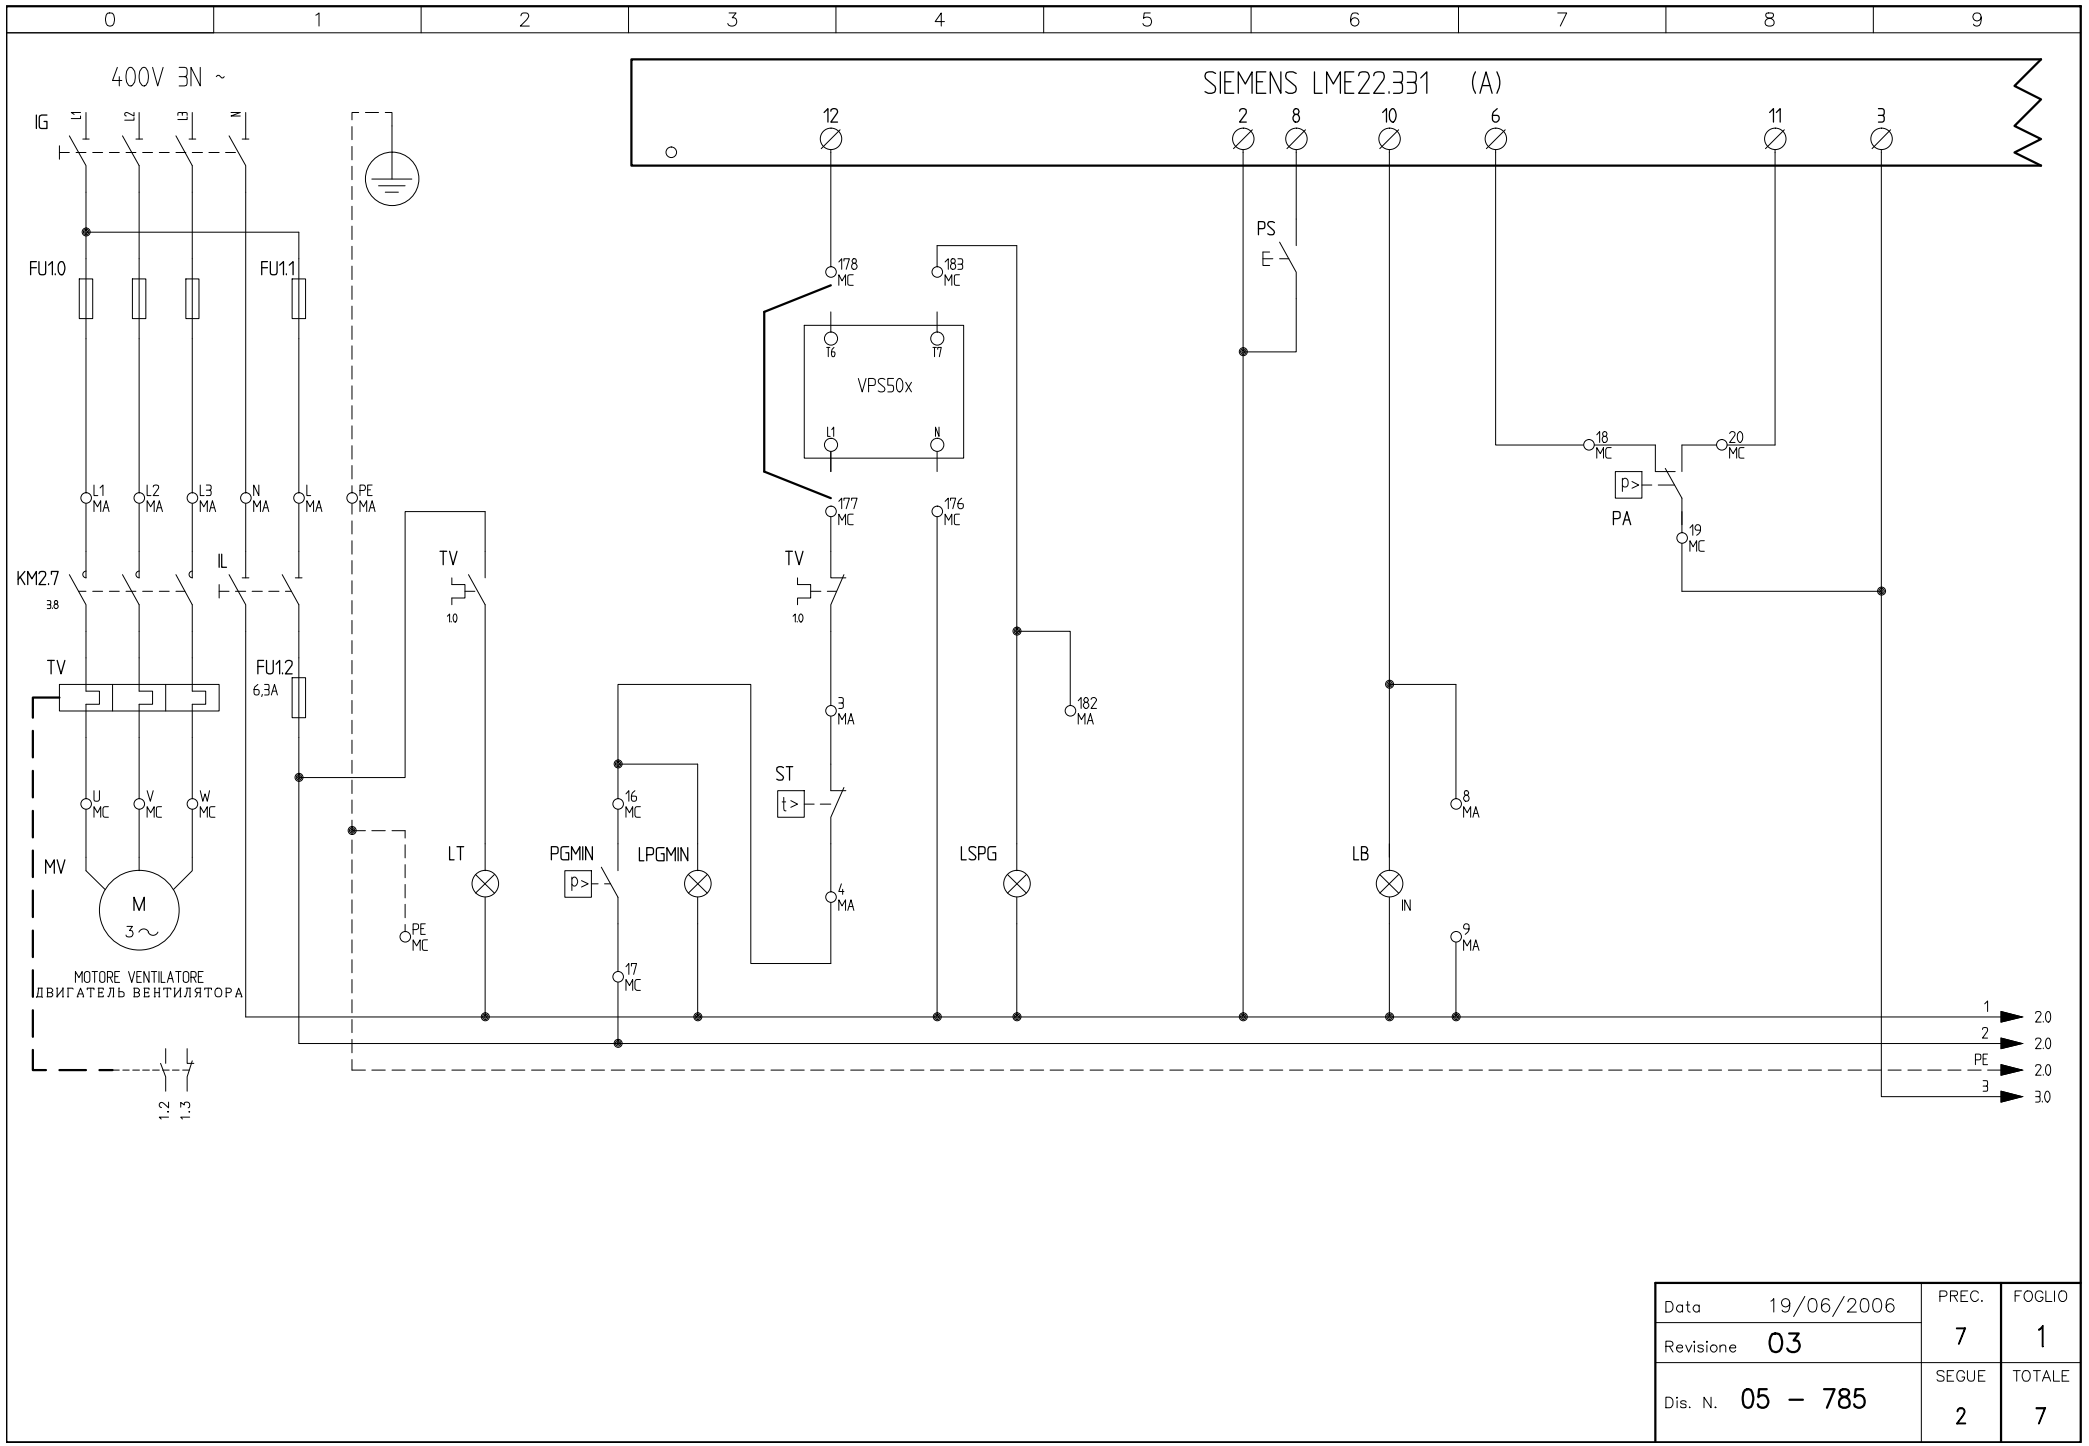 0 1 2 3 4 5 6 7 8 9
400V 3N ~
SIEMENS LME22.331 (A)
IG L1 L2 L3 N
12 2 8 10 6 11 3
PS
E
FU1.0 FU1.1
178
MC
183
MC
T6 T7
VPS50x
L1 N
18
MC
20
MC
P>
PA
19
MC
L1
MA
L2
MA
L3
MA
N
MA
L
MA
PE
MA
177
MC
176
MC
KM2.7
3.8
IL
TV
1.0
TV
1.0
TV
FU1.2
6,3A
3
MA
182
MA
ST
t>
U
MC
V
MC
W
MC
16
MC
8
MA
MV
M
3~
LT
PGMIN
P>
LPGMIN
4
MA
LSPG
LB
IN
PE
MC
9
MA
17
MC
MOTORE VENTILATORE
ДВИГАТЕЛЬ ВЕНТИЛЯТОРА
1 2.0
2 2.0
PE 2.0
3 3.0
1.2 1.3
Data 19/06/2006
PREC.
7
FOGLIO
1
Revisione 03
Dis. N. 05 - 785
SEGUE
2
TOTALE
7